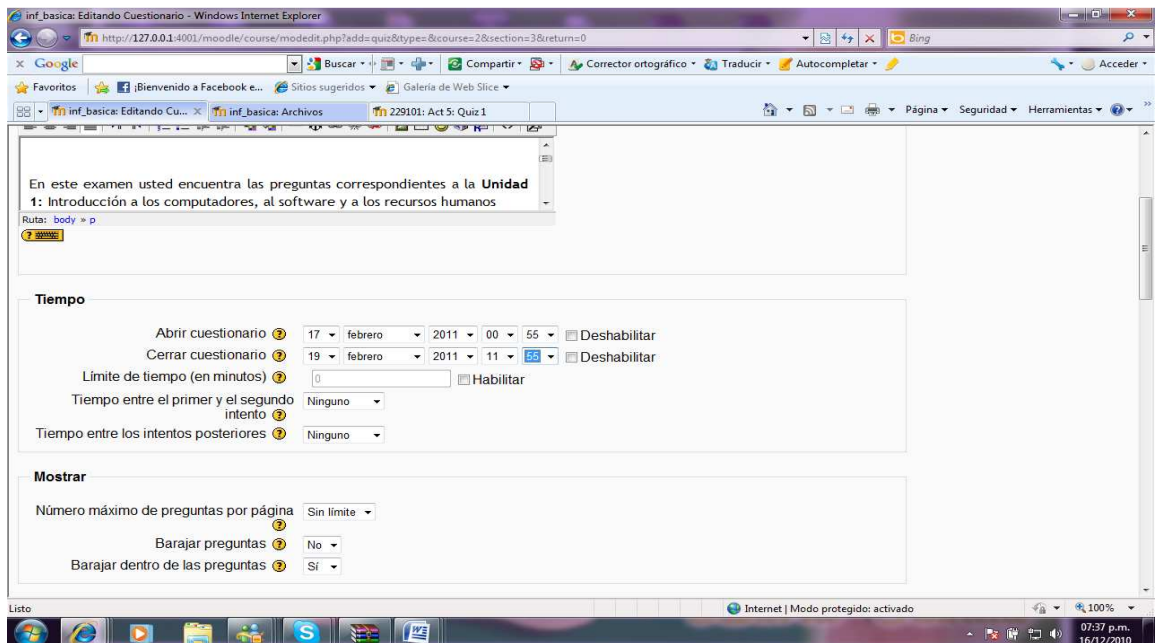 inf_basica: Editando Cuestionario - Windows Internet Explorer
http://127.0.0.1:4001/moodle/course/modedit.php?add=quiz&type=&course=2&section=3&return=0
Bing
Google
Buscar
Compartir
Corrector ortográfico
Traducir
Autocompletar
Acceder
Favoritos
¡Bienvenido a Facebook e...
Sitios sugeridos
Galería de Web Slice
inf_basica: Editando Cu...
inf_basica: Archivos
229101: Act 5: Quiz 1
Página
Seguridad
Herramientas
En este examen usted encuentra las preguntas correspondientes a la Unidad
1: Introducción a los computadores, al software y a los recursos humanos
Ruta: body » p
Tiempo
Abrir cuestionario 17 febrero 2011 00 55 Deshabilitar
Cerrar cuestionario 19 febrero 2011 11 55 Deshabilitar
Límite de tiempo (en minutos) 0 Habilitar
Tiempo entre el primer y el segundo
intento Ninguno
Tiempo entre los intentos posteriores Ninguno
Mostrar
Número máximo de preguntas por página Sin límite
Barajar preguntas No
Barajar dentro de las preguntas Sí
Listo
Internet | Modo protegido: activado
100%
07:37 p.m.
16/12/2010